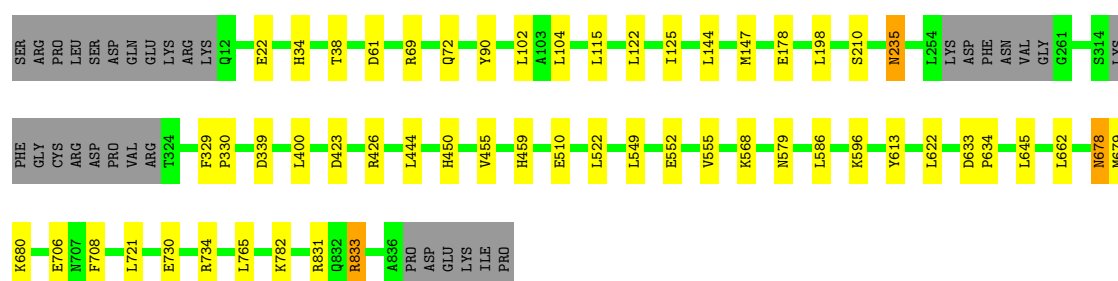 SER ARG PRO LEU SER ASP GLN GLU LYS ARG LYS Q12 E22 H34 T38 D61 R69 Q72 Y90 L102 A103 L104 L115 L122 I125 L144 M147 E178 L198 S210 N235 L254 LYS ASP PHE ASN VAL GLY G261 S314 LYS
PHE GLY CYS ARG ASP PRO VAL ARG T324 F329 P330 D339 L400 D423 R426 L444 H450 V455 H459 E510 L522 L549 E552 V555 K568 N579 L586 K596 Y613 L622 D633 P634 L645 L662 N678 M679
K680 E706 N707 F708 L721 E730 R734 L765 K782 R831 Q832 R833 A836 PRO ASP GLU LYS ILE PRO